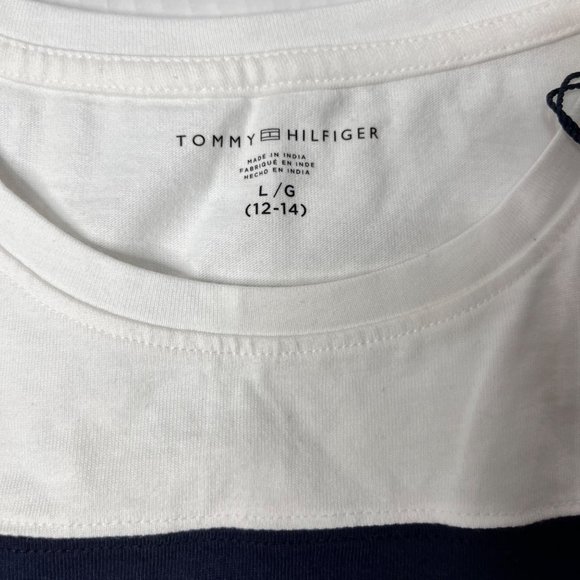 TOMMY HILFIGER
MADE IN INDIA
FABRIQUÉ EN INDE
HECHO EN INDIA
L/G
(12-14)